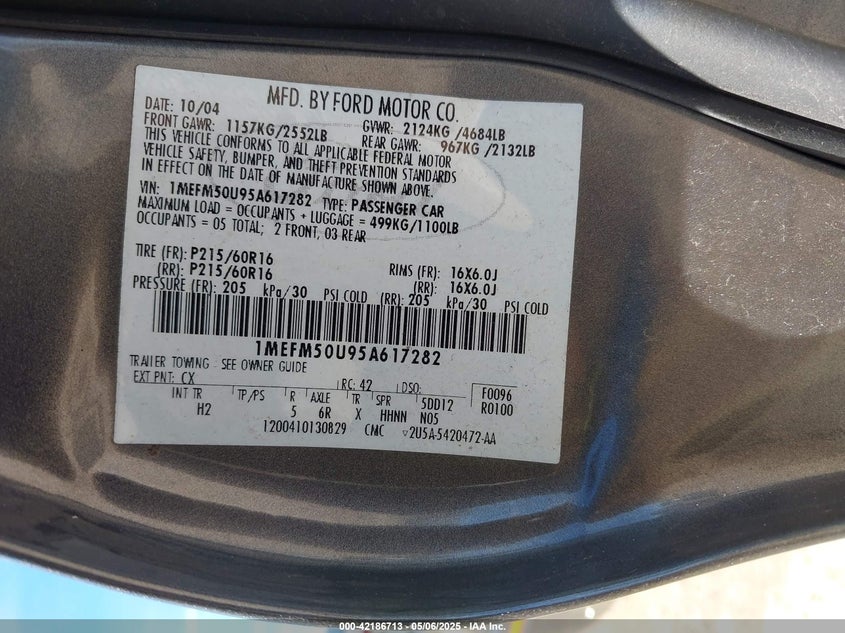 MFD. BY FORD MOTOR CO.
DATE: 10/04
FRONT GAWR: 1157KG/2552LB
GVWR: 2124KG /4684LB
REAR GAWR: 967KG /2132LB
THIS VEHICLE CONFORMS TO ALL APPLICABLE FEDERAL MOTOR
VEHICLE SAFETY, BUMPER, AND THEFT PREVENTION STANDARDS
IN EFFECT ON THE DATE OF MANUFACTURE SHOWN ABOVE.
VIN: 1MEFM50U95A617282 TYPE: PASSENGER CAR
MAXIMUM LOAD = OCCUPANTS + LUGGAGE = 499KG/1100LB
OCCUPANTS = 05 TOTAL; 2 FRONT, 03 REAR
TIRE (FR): P215/60R16 RIMS (FR): 16X6.0J
(RR): P215/60R16 (RR): 16X6.0J
PRESSURE (FR): 205 kPa/30 PSI COLD (RR): 205 kPa/30 PSI COLD
1MEFM50U95A617282
TRAILER TOWING - SEE OWNER GUIDE
EXT PNT: CX RC: 42 DSO: F0096
INT TR TP/PS R AXLE TR SPR 5DD12 R0100
H2 5 6R X HHNN N05
1200410130829 CMC ▽2U5A-5420472-AA
000-42186713 - 05/06/2025 - IAA Inc.